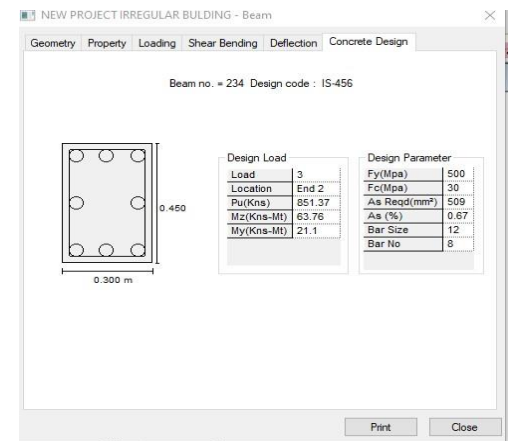 NEW PROJECT IRREGULAR BULDING - Beam
Geometry Property Loading Shear Bending Deflection Concrete Design
Beam no. = 234 Design code : IS-456
0.450
0.300 m
Design Load
Load 3
Location End 2
Pu(Kns) 851.37
Mz(Kns-Mt) 63.76
My(Kns-Mt) 21.1
Design Parameter
Fy(Mpa) 500
Fc(Mpa) 30
As Reqd(mm²) 509
As (%) 0.67
Bar Size 12
Bar No 8
Print Close